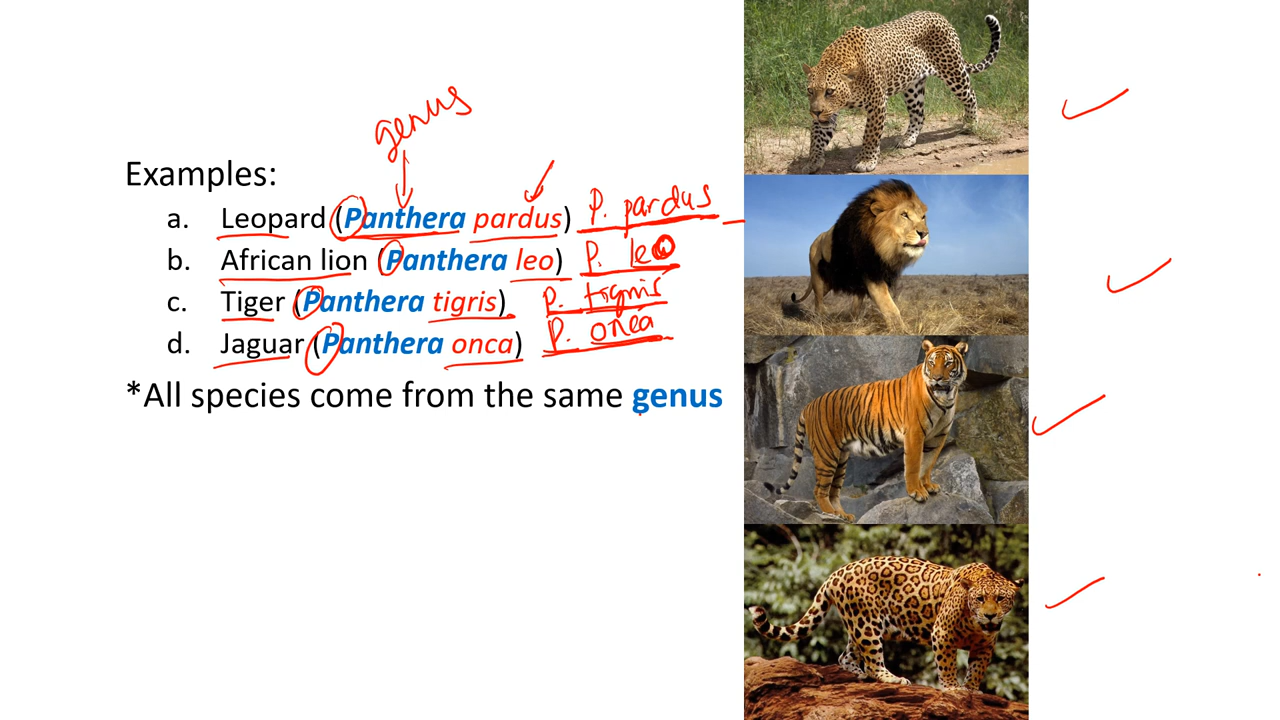 genus
Examples:
a. Leopard (Panthera pardus) P. pardus
b. African lion (Panthera leo) P. leo
c. Tiger (Panthera tigris) P. tigris
d. Jaguar (Panthera onca) P. onca
*All species come from the same genus